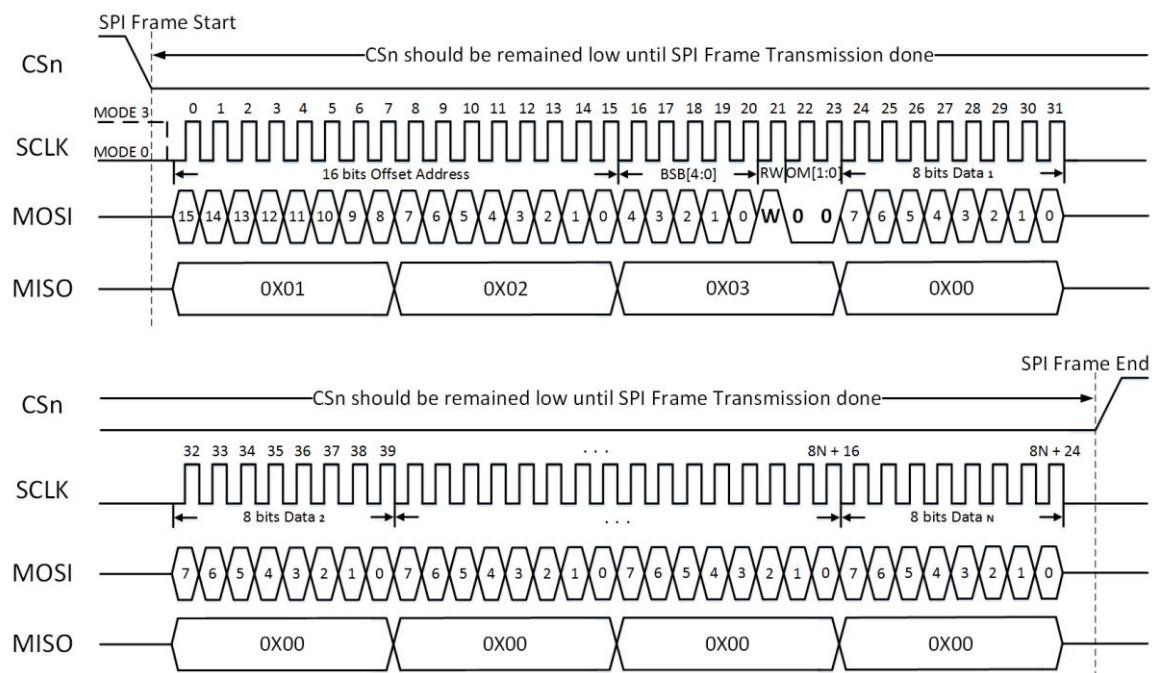 SPI Frame Start
CSn
CSn should be remained low until SPI Frame Transmission done
0 1 2 3 4 5 6 7 8 9 10 11 12 13 14 15 16 17 18 19 20 21 22 23 24 25 26 27 28 29 30 31
MODE 3
SCLK
MODE 0
16 bits Offset Address BSB[4:0] RW OM[1:0] 8 bits Data 1
MOSI 15 14 13 12 11 10 9 8 7 6 5 4 3 2 1 0 4 3 2 1 0 W 0 0 7 6 5 4 3 2 1 0
MISO 0X01 0X02 0X03 0X00
SPI Frame End
CSn
CSn should be remained low until SPI Frame Transmission done
32 33 34 35 36 37 38 39 . . . 8N + 16 8N + 24
SCLK
8 bits Data 2 . . . 8 bits Data N
MOSI 7 6 5 4 3 2 1 0 7 6 5 4 3 2 1 0 7 6 5 4 3 2 1 0 7 6 5 4 3 2 1 0
MISO 0X00 0X00 0X00 0X00